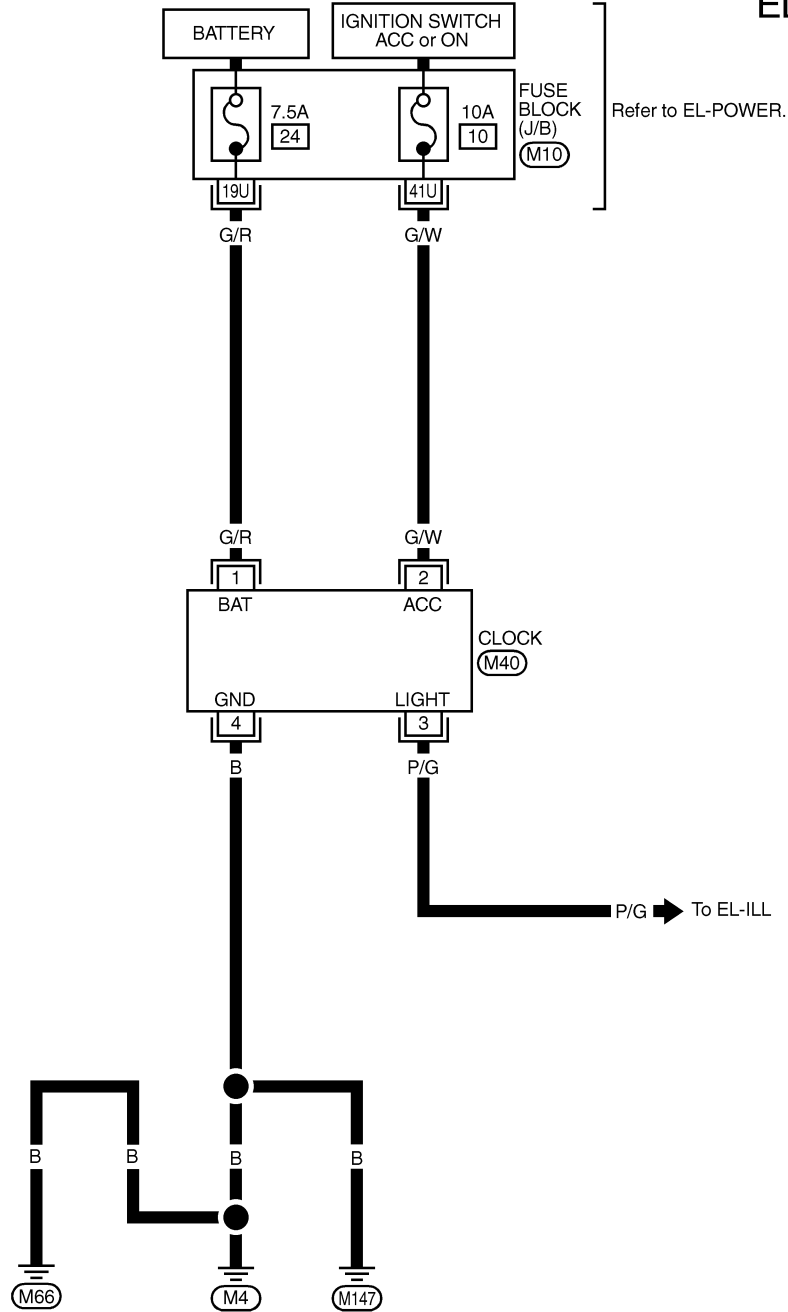 EL
BATTERY
IGNITION SWITCH
ACC or ON
7.5A
24
10A
10
FUSE
BLOCK
(J/B)
M10
Refer to EL-POWER.
19U
41U
G/R
G/W
G/R
G/W
1
2
BAT
ACC
CLOCK
M40
GND
LIGHT
4
3
B
P/G
P/G
To EL-ILL
B
B
B
B
M66
M4
M147